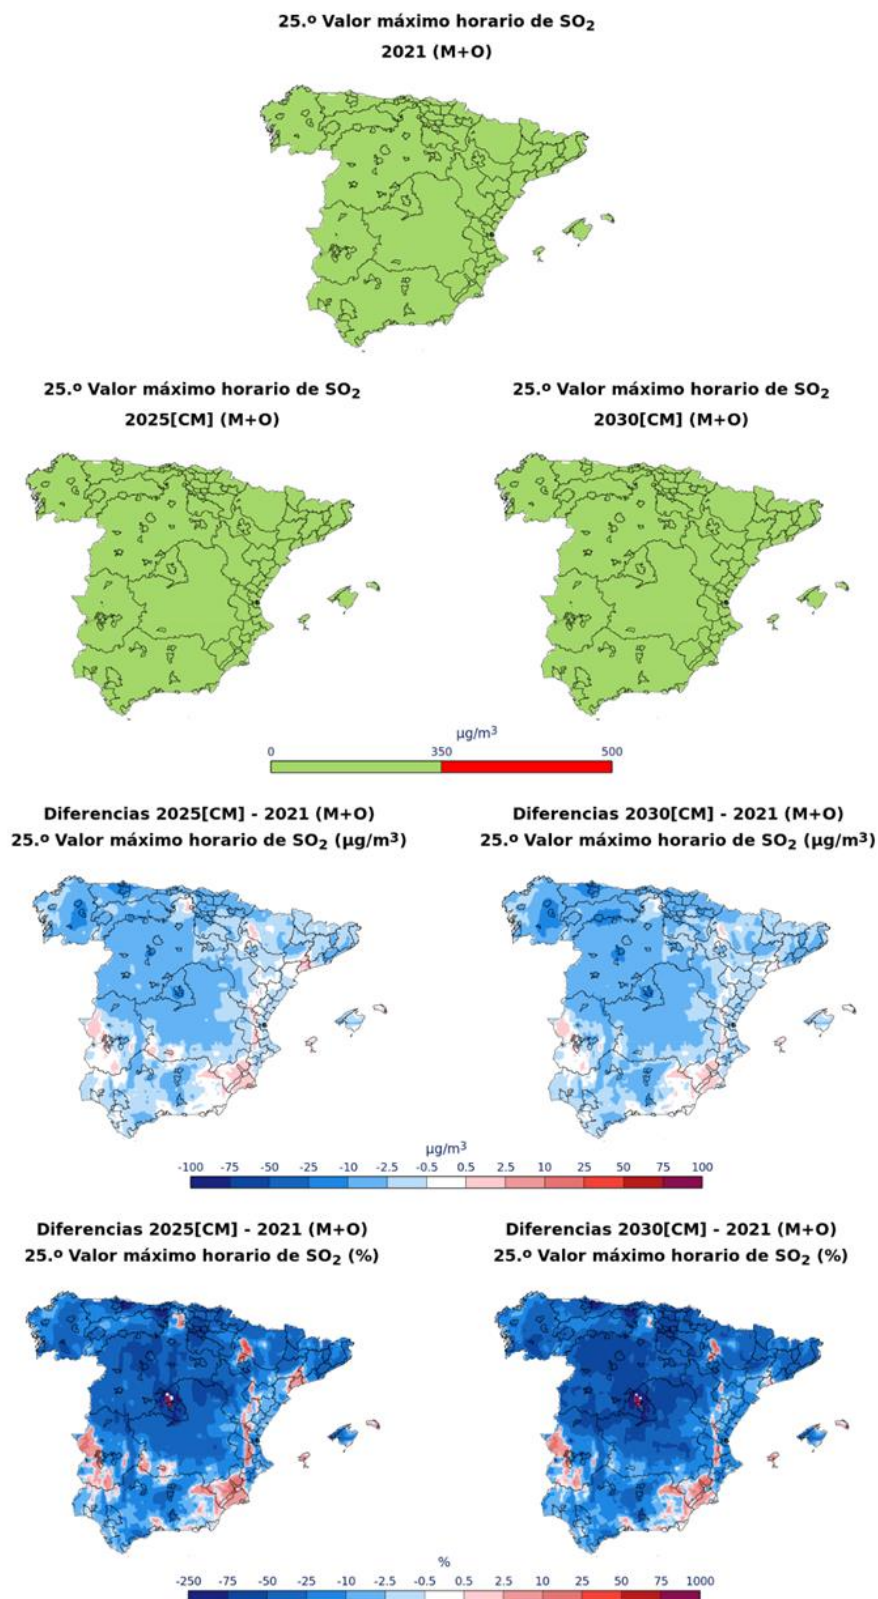 25.º Valor máximo horario de SO2
2021 (M+O)
25.º Valor máximo horario de SO2
2025[CM] (M+O)
25.º Valor máximo horario de SO2
2030[CM] (M+O)
µg/m3
0 350 500
Diferencias 2025[CM] - 2021 (M+O)
25.º Valor máximo horario de SO2 (µg/m3)
Diferencias 2030[CM] - 2021 (M+O)
25.º Valor máximo horario de SO2 (µg/m3)
µg/m3
-100 -75 -50 -25 -10 -2.5 -0.5 0.5 2.5 10 25 50 75 100
Diferencias 2025[CM] - 2021 (M+O)
25.º Valor máximo horario de SO2 (%)
Diferencias 2030[CM] - 2021 (M+O)
25.º Valor máximo horario de SO2 (%)
%
-250 -75 -50 -25 -10 -2.5 -0.5 0.5 2.5 10 25 50 75 1000